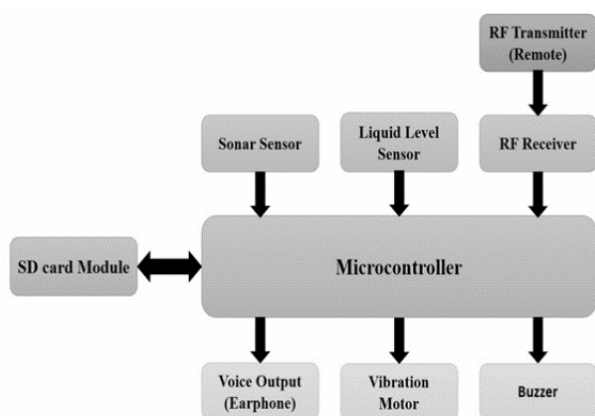 RF Transmitter
(Remote)
Sonar Sensor
Liquid Level
Sensor
RF Receiver
SD card Module
Microcontroller
Voice Output
(Earphone)
Vibration
Motor
Buzzer